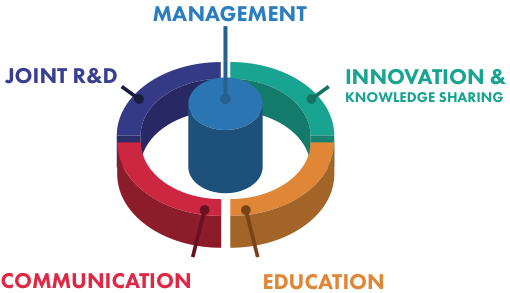 MANAGEMENT
JOINT R&D
INNOVATION &
KNOWLEDGE SHARING
COMMUNICATION
EDUCATION